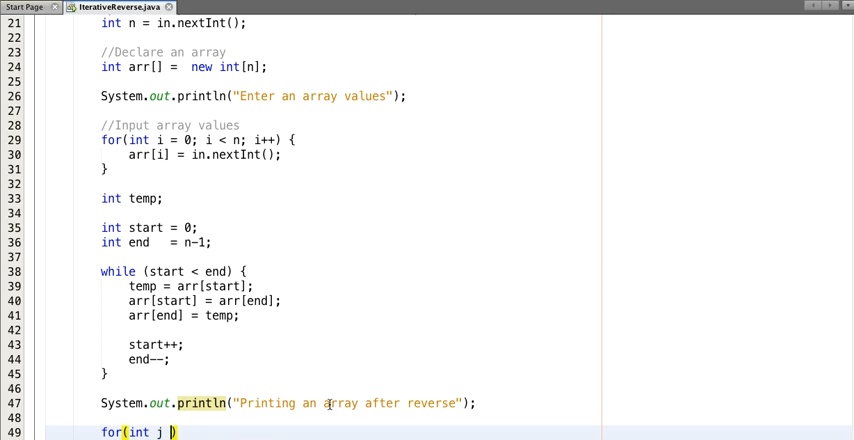 Start Page
IterativeReverse.java
21 int n = in.nextInt();
22
23 //Declare an array
24 int arr[] =  new int[n];
25
26 System.out.println("Enter an array values");
27
28 //Input array values
29 for(int i = 0; i < n; i++) {
30 arr[i] = in.nextInt();
31 }
32
33 int temp;
34
35 int start = 0;
36 int end   = n-1;
37
38 while (start < end) {
39 temp = arr[start];
40 arr[start] = arr[end];
41 arr[end] = temp;
42
43 start++;
44 end--;
45 }
46
47 System.out.println("Printing an array after reverse");
48
49 for(int j )